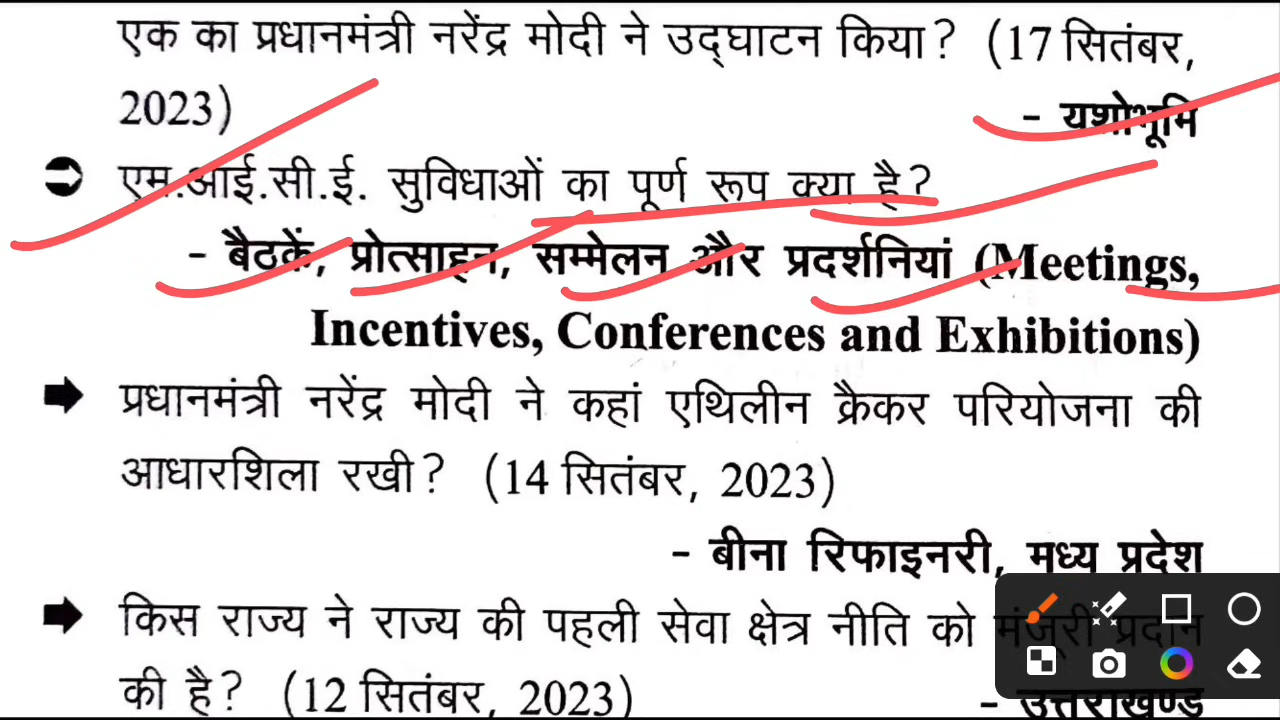 एक का प्रधानमंत्री नरेंद्र मोदी ने उद्घाटन किया? (17 सितंबर,
2023) - यशोभूमि
एम.आई.सी.ई. सुविधाओं का पूर्ण रूप क्या है?
- बैठकें, प्रोत्साहन, सम्मेलन और प्रदर्शनियां (Meetings,
Incentives, Conferences and Exhibitions)
प्रधानमंत्री नरेंद्र मोदी ने कहां एथिलीन क्रैकर परियोजना की
आधारशिला रखी? (14 सितंबर, 2023)
- बीना रिफाइनरी, मध्य प्रदेश
किस राज्य ने राज्य की पहली सेवा क्षेत्र नीति को मंजूरी प्रदान
की है? (12 सितंबर, 2023) - उत्तराखण्ड